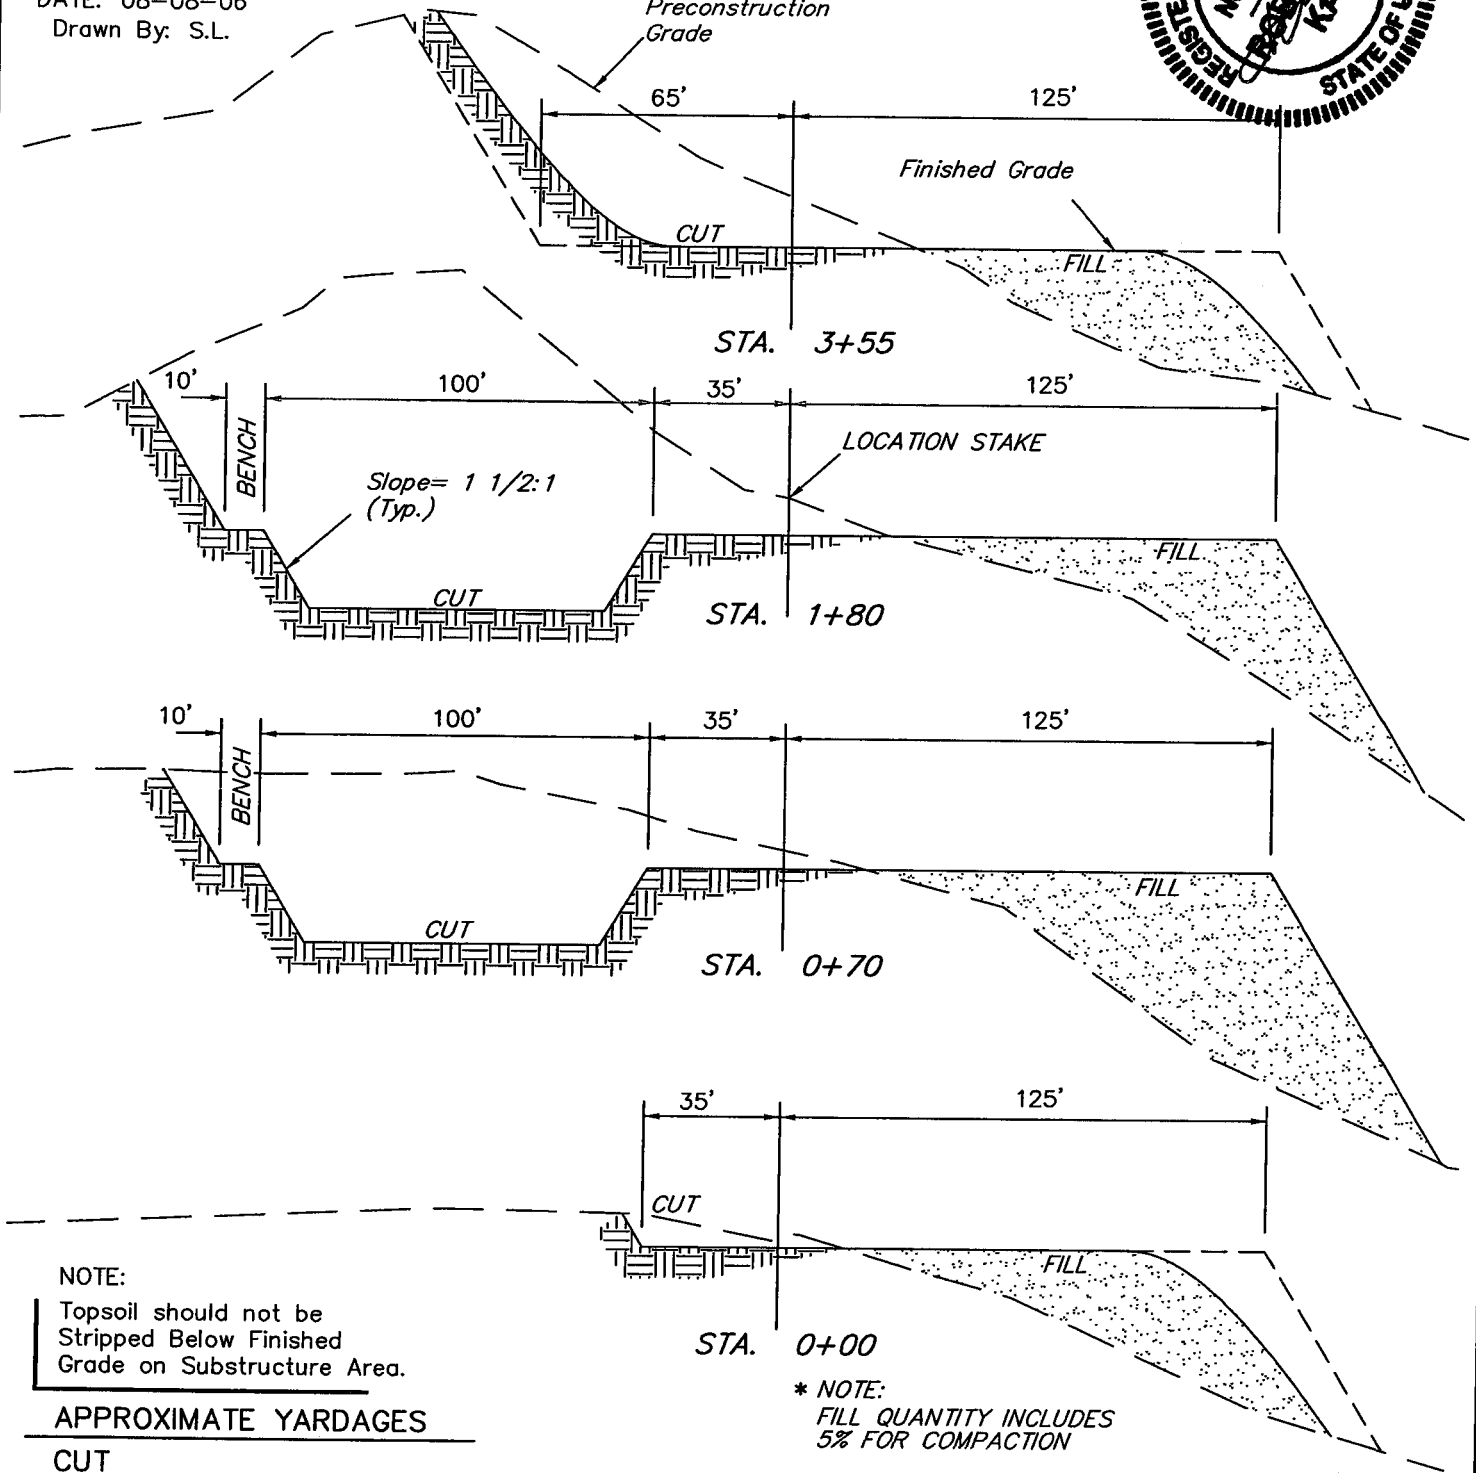 DATE: 08-08-06
Drawn By: S.L.
Preconstruction
Grade
REGISTE
STATE OF U
65'
125'
Finished Grade
CUT
FILL
STA. 3+55
10'
100'
35'
125'
BENCH
LOCATION STAKE
Slope= 1 1/2:1
(Typ.)
CUT
FILL
STA. 1+80
10'
100'
35'
125'
BENCH
CUT
FILL
STA. 0+70
35'
125'
CUT
FILL
STA. 0+00
NOTE:
Topsoil should not be
Stripped Below Finished
Grade on Substructure Area.
* NOTE:
FILL QUANTITY INCLUDES
5% FOR COMPACTION
APPROXIMATE YARDAGES
CUT